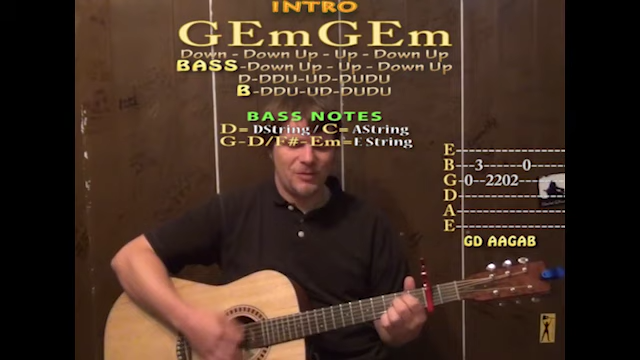 INTRO
GEmGEm
Down - Down Up - Up - Down Up
BASS-Down Up - Up - Down Up
D-DDU-UD-DUDU
B-DDU-UD-DUDU
BASS NOTES
D= DString / C= AString
G-D/F#- Em=E String
E---------------
B---3------0----
G-0--2202------
D---------------
A---------------
E---------------
GD AAGAB